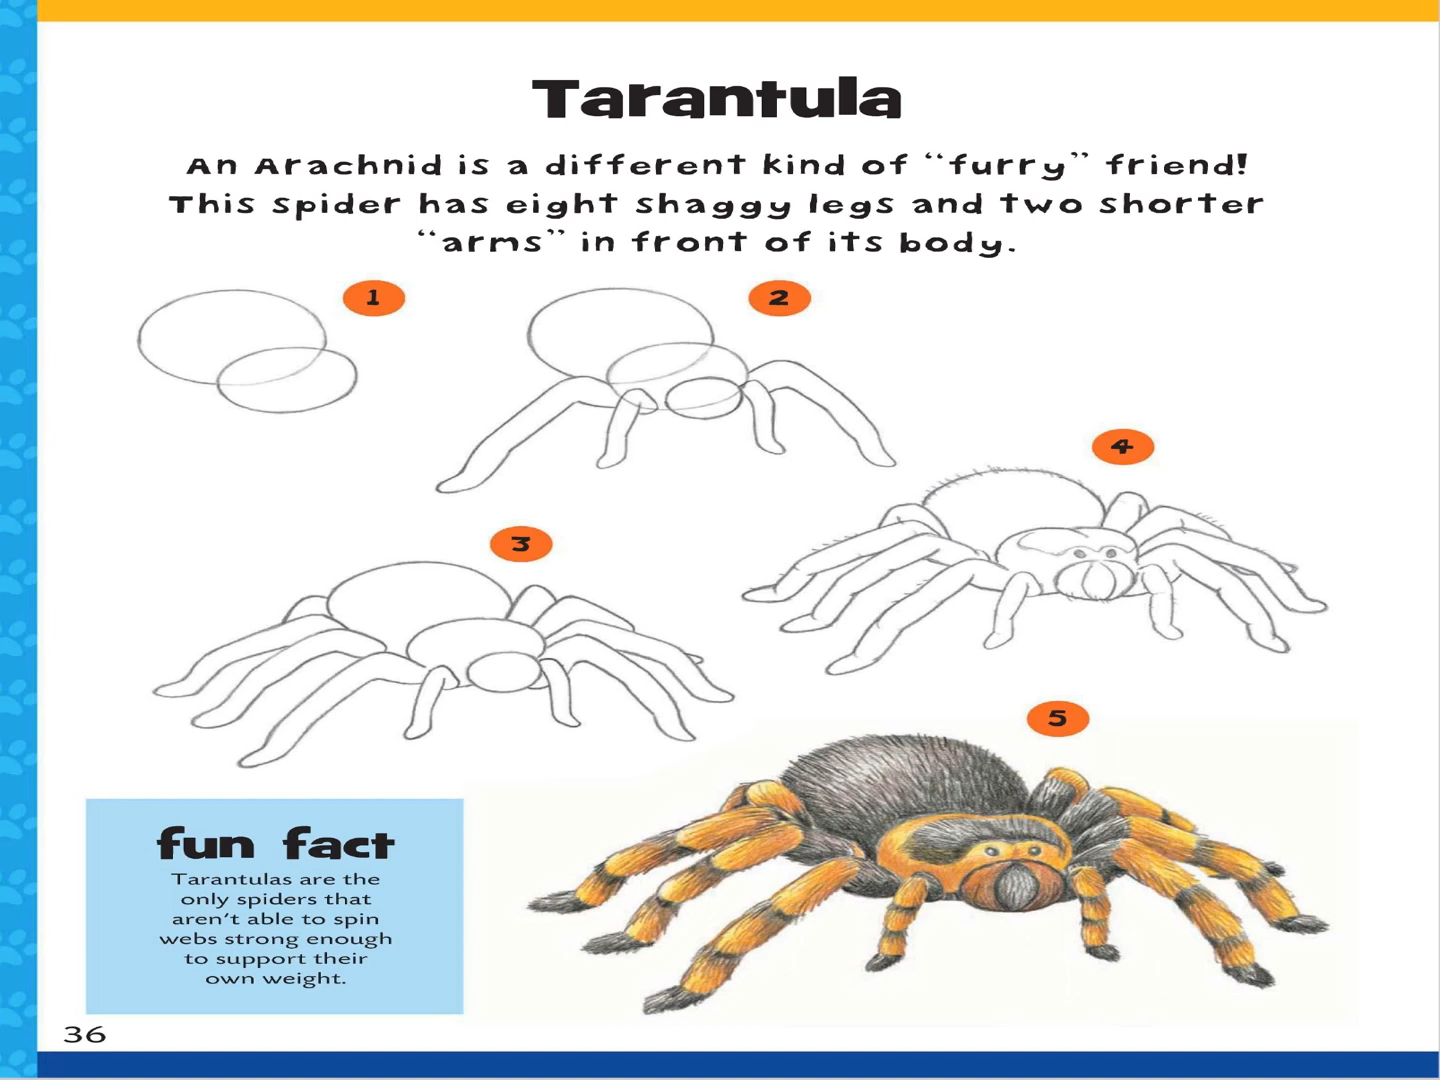 Tarantula
An Arachnid is a different kind of “furry” friend!
This spider has eight shaggy legs and two shorter
“arms” in front of its body.
1
2
4
3
5
fun fact
Tarantulas are the
only spiders that
aren't able to spin
webs strong enough
to support their
own weight.
36